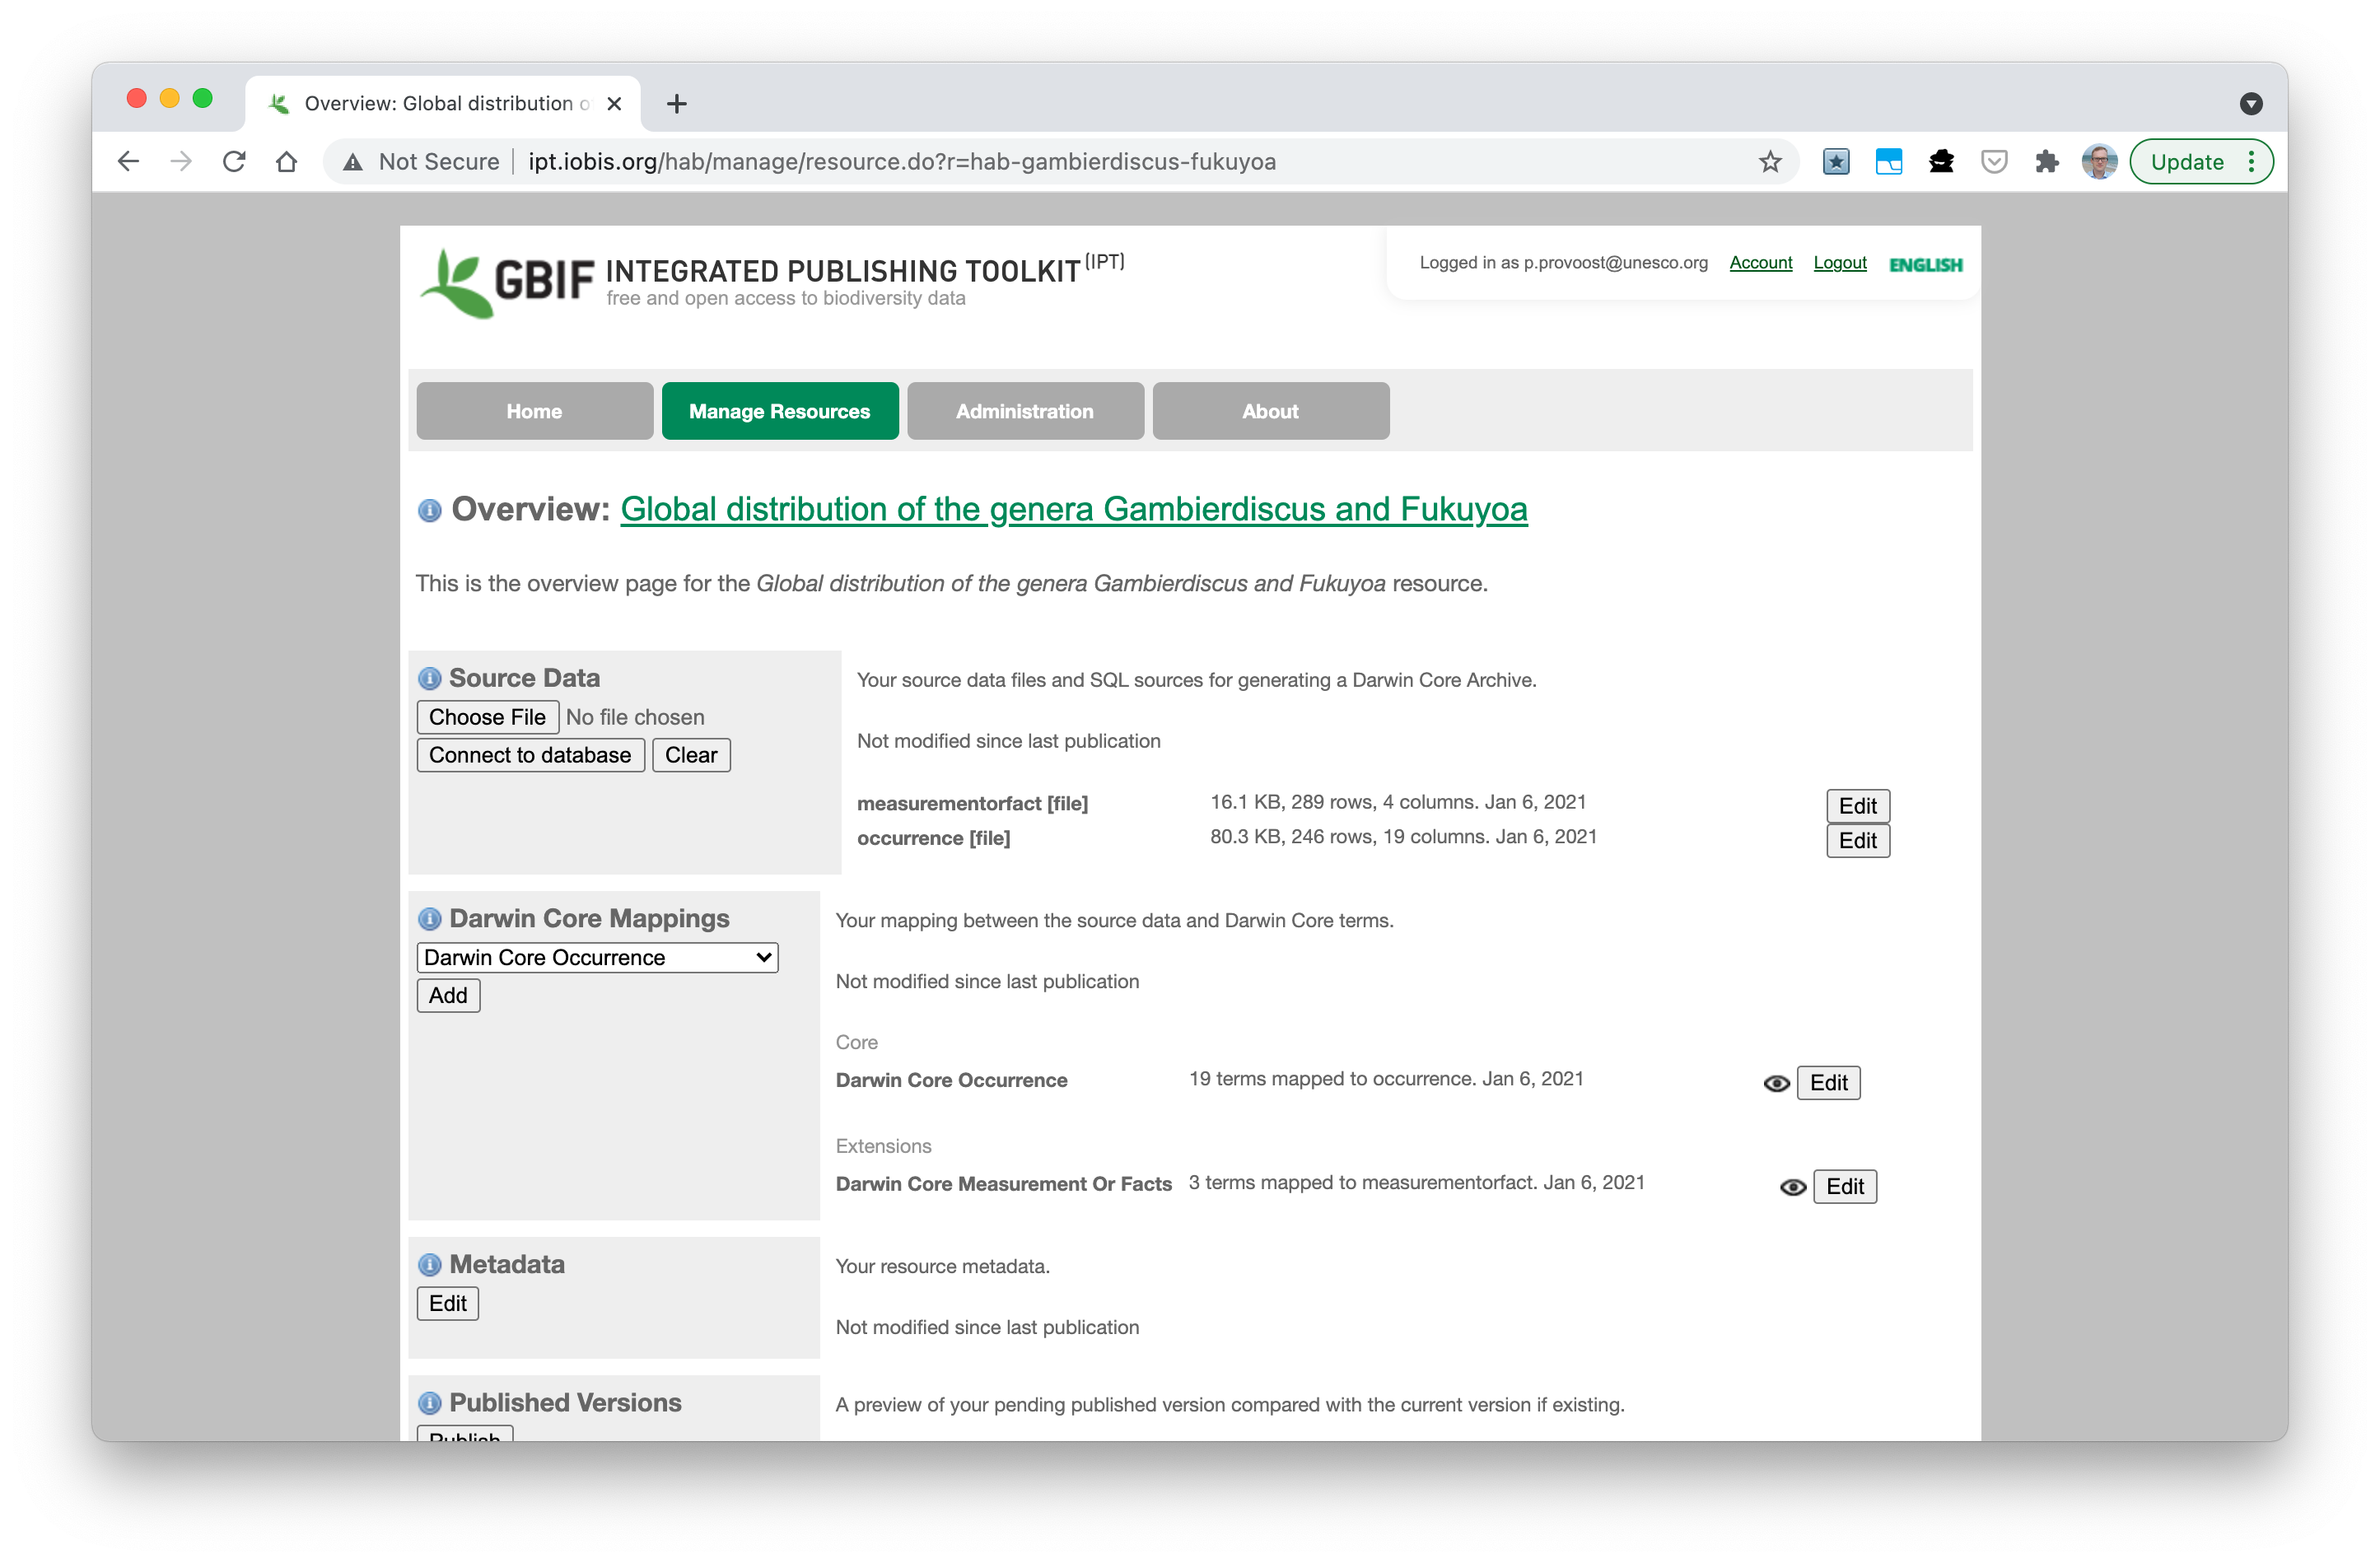 Overview: Global distribution o
Not Secure ipt.iobis.org/hab/manage/resource.do?r=hab-gambierdiscus-fukuyoa Update
GBIF INTEGRATED PUBLISHING TOOLKIT (IPT)
free and open access to biodiversity data
Logged in as p.provoost@unesco.org Account Logout ENGLISH
Home Manage Resources Administration About
Overview: Global distribution of the genera Gambierdiscus and Fukuyoa
This is the overview page for the Global distribution of the genera Gambierdiscus and Fukuyoa resource.
Source Data
Choose File No file chosen
Connect to database Clear
Your source data files and SQL sources for generating a Darwin Core Archive.
Not modified since last publication
measurementorfact [file] 16.1 KB, 289 rows, 4 columns. Jan 6, 2021 Edit
occurrence [file] 80.3 KB, 246 rows, 19 columns. Jan 6, 2021 Edit
Darwin Core Mappings
Darwin Core Occurrence
Add
Your mapping between the source data and Darwin Core terms.
Not modified since last publication
Core
Darwin Core Occurrence 19 terms mapped to occurrence. Jan 6, 2021 Edit
Extensions
Darwin Core Measurement Or Facts 3 terms mapped to measurementorfact. Jan 6, 2021 Edit
Metadata
Edit
Your resource metadata.
Not modified since last publication
Published Versions
Publish
A preview of your pending published version compared with the current version if existing.